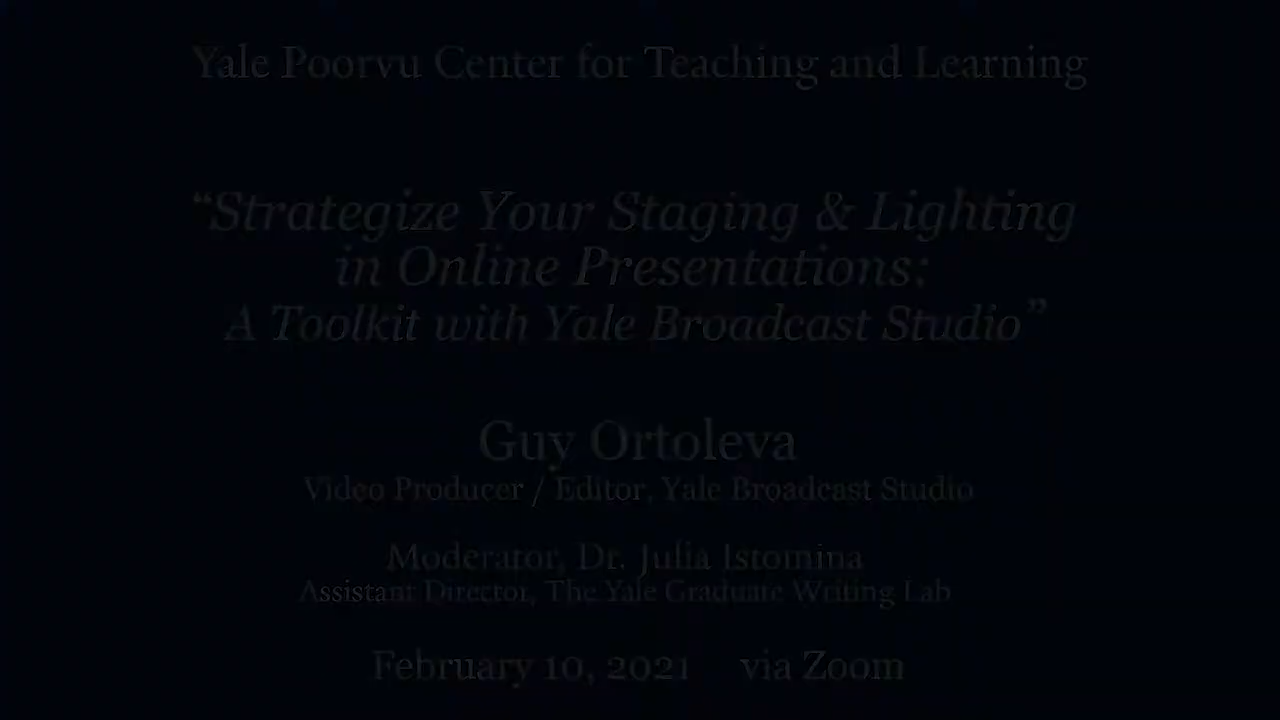 Yale Poorvu Center for Teaching and Learning
“Strategize Your Staging & Lighting
in Online Presentations:
A Toolkit with Yale Broadcast Studio”
Guy Ortoleva
Video Producer / Editor, Yale Broadcast Studio
Moderator, Dr. Julia Istomina
Assistant Director, The Yale Graduate Writing Lab
February 10, 2021 via Zoom